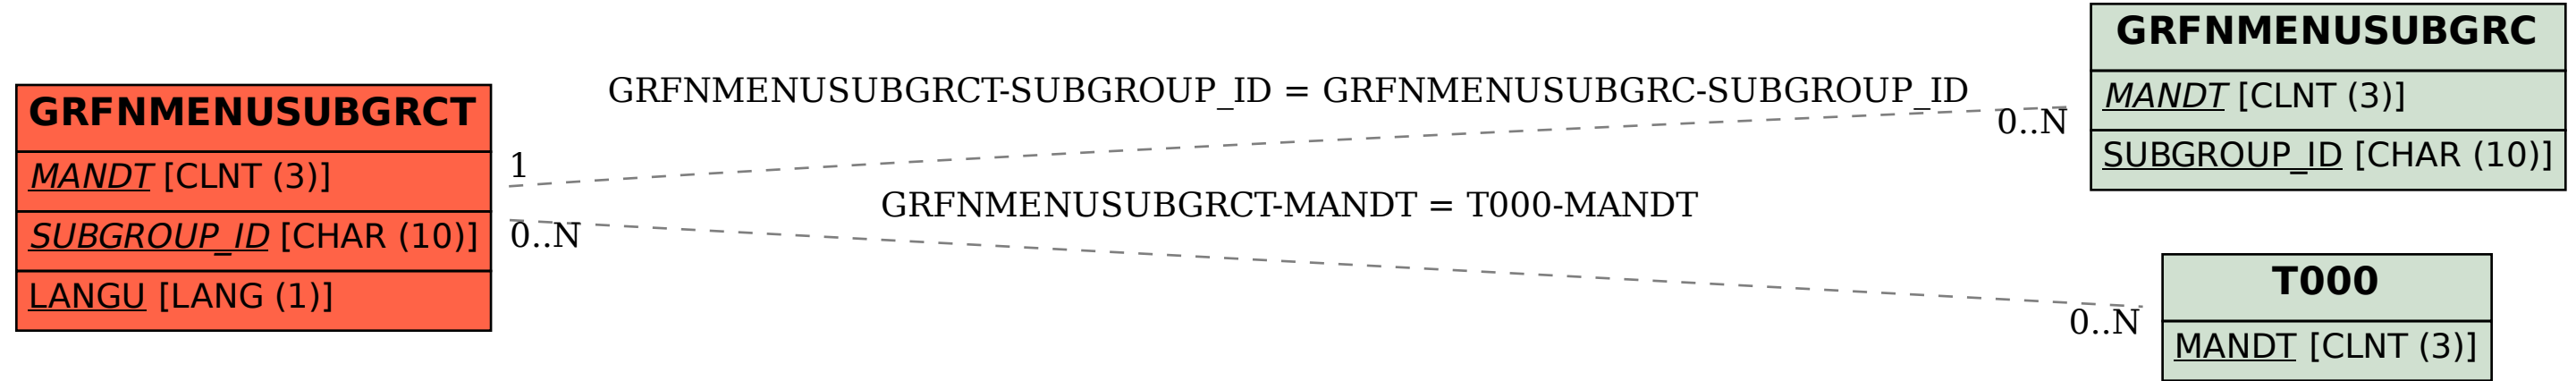 GRFNMENUSUBGRCT
MANDT [CLNT (3)]
SUBGROUP_ID [CHAR (10)]
LANGU [LANG (1)]
GRFNMENUSUBGRCT-SUBGROUP_ID = GRFNMENUSUBGRC-SUBGROUP_ID
1
0..N
GRFNMENUSUBGRCT-MANDT = T000-MANDT
0..N
0..N
GRFNMENUSUBGRC
MANDT [CLNT (3)]
SUBGROUP_ID [CHAR (10)]
T000
MANDT [CLNT (3)]